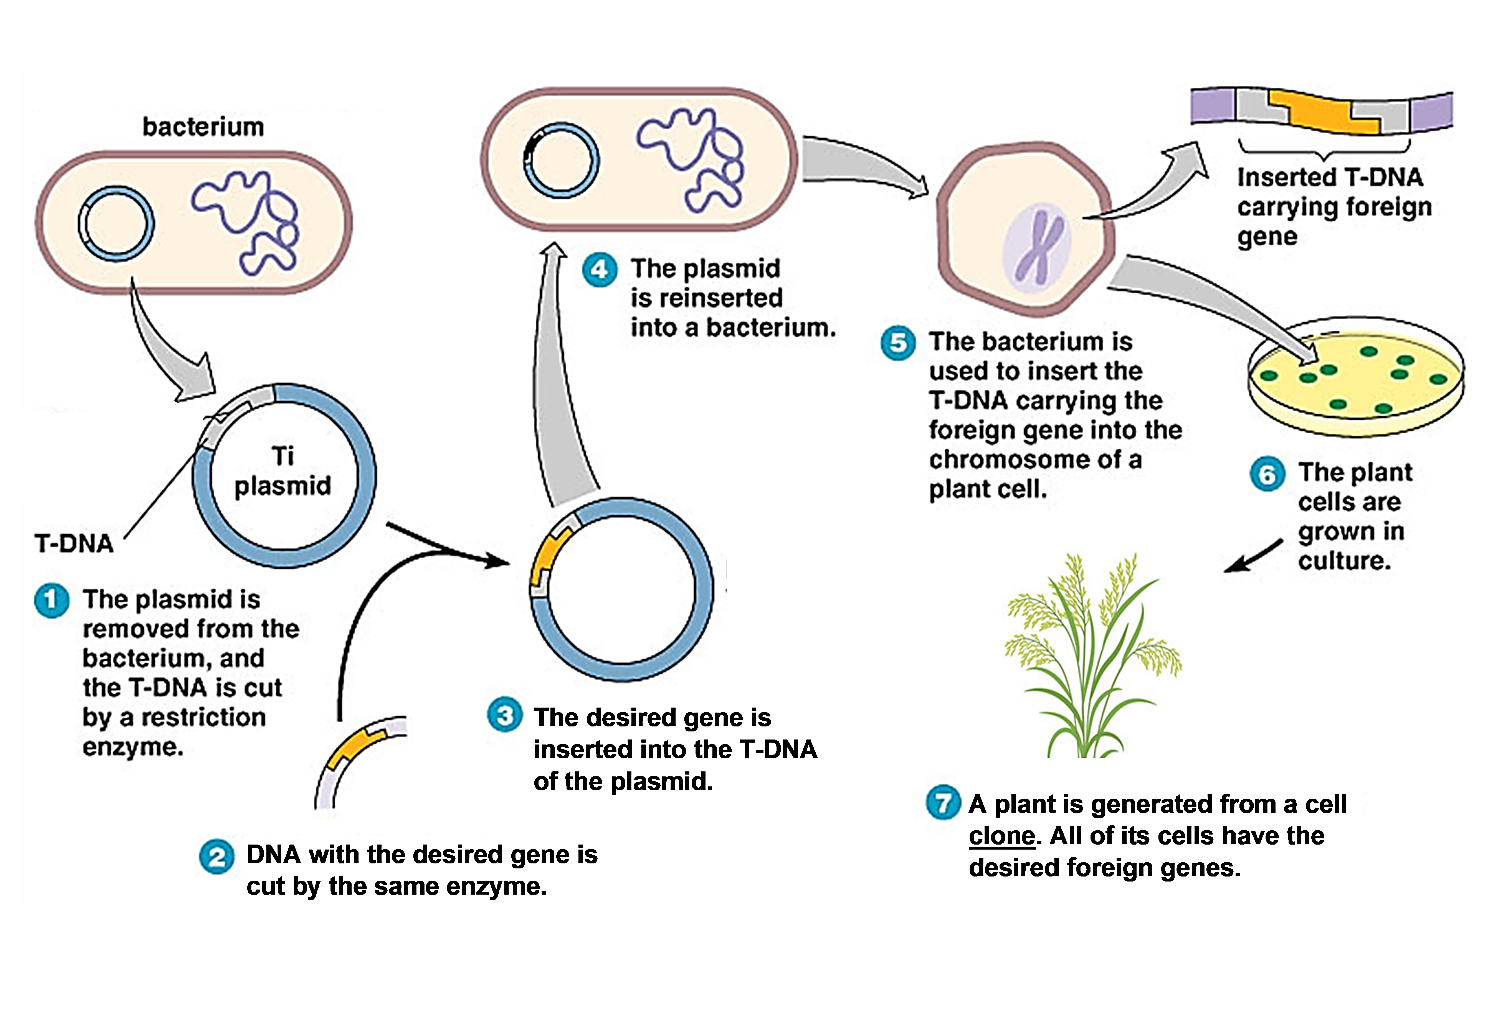 bacterium
Ti
plasmid
T-DNA
1 The plasmid is
removed from the
bacterium, and
the T-DNA is cut
by a restriction
enzyme.
2 DNA with the desired gene is
cut by the same enzyme.
3 The desired gene is
inserted into the T-DNA
of the plasmid.
4 The plasmid
is reinserted
into a bacterium.
5 The bacterium is
used to insert the
T-DNA carrying the
foreign gene into the
chromosome of a
plant cell.
Inserted T-DNA
carrying foreign
gene
6 The plant
cells are
grown in
culture.
7 A plant is generated from a cell
clone. All of its cells have the
desired foreign genes.